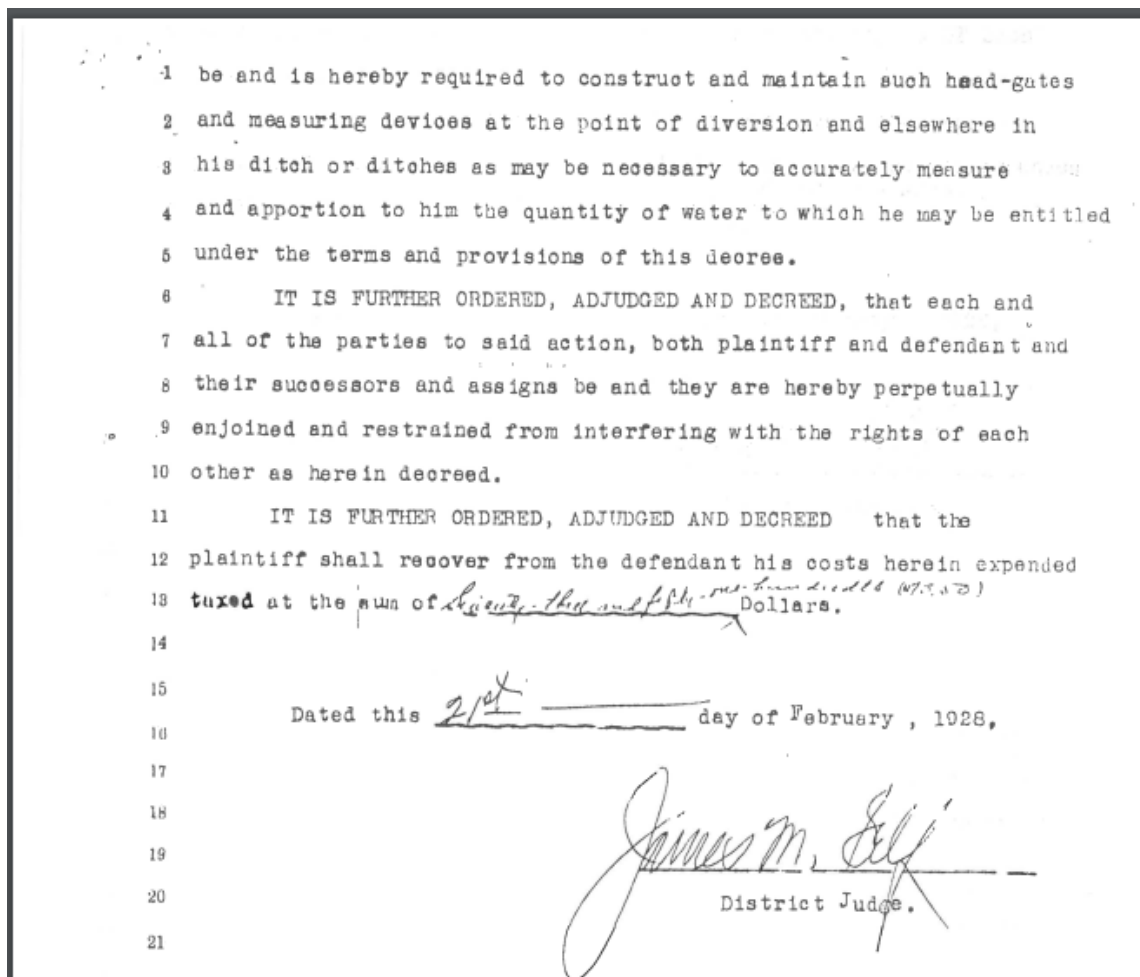 1 be and is hereby required to construct and maintain such head-gates
2 and measuring devices at the point of diversion and elsewhere in
3 his ditch or ditches as may be necessary to accurately measure
4 and apportion to him the quantity of water to which he may be entitled
5 under the terms and provisions of this decree.
6 IT IS FURTHER ORDERED, ADJUDGED AND DECREED, that each and
7 all of the parties to said action, both plaintiff and defendant and
8 their successors and assigns be and they are hereby perpetually
9 enjoined and restrained from interfering with the rights of each
10 other as herein decreed.
11 IT IS FURTHER ORDERED, ADJUDGED AND DECREED that the
12 plaintiff shall recover from the defendant his costs herein expended
13 taxed at the sum of Dollars.
14
15
Dated this 21st day of February , 1928.
16
17
18
19 James M.
20 District Judge.
21